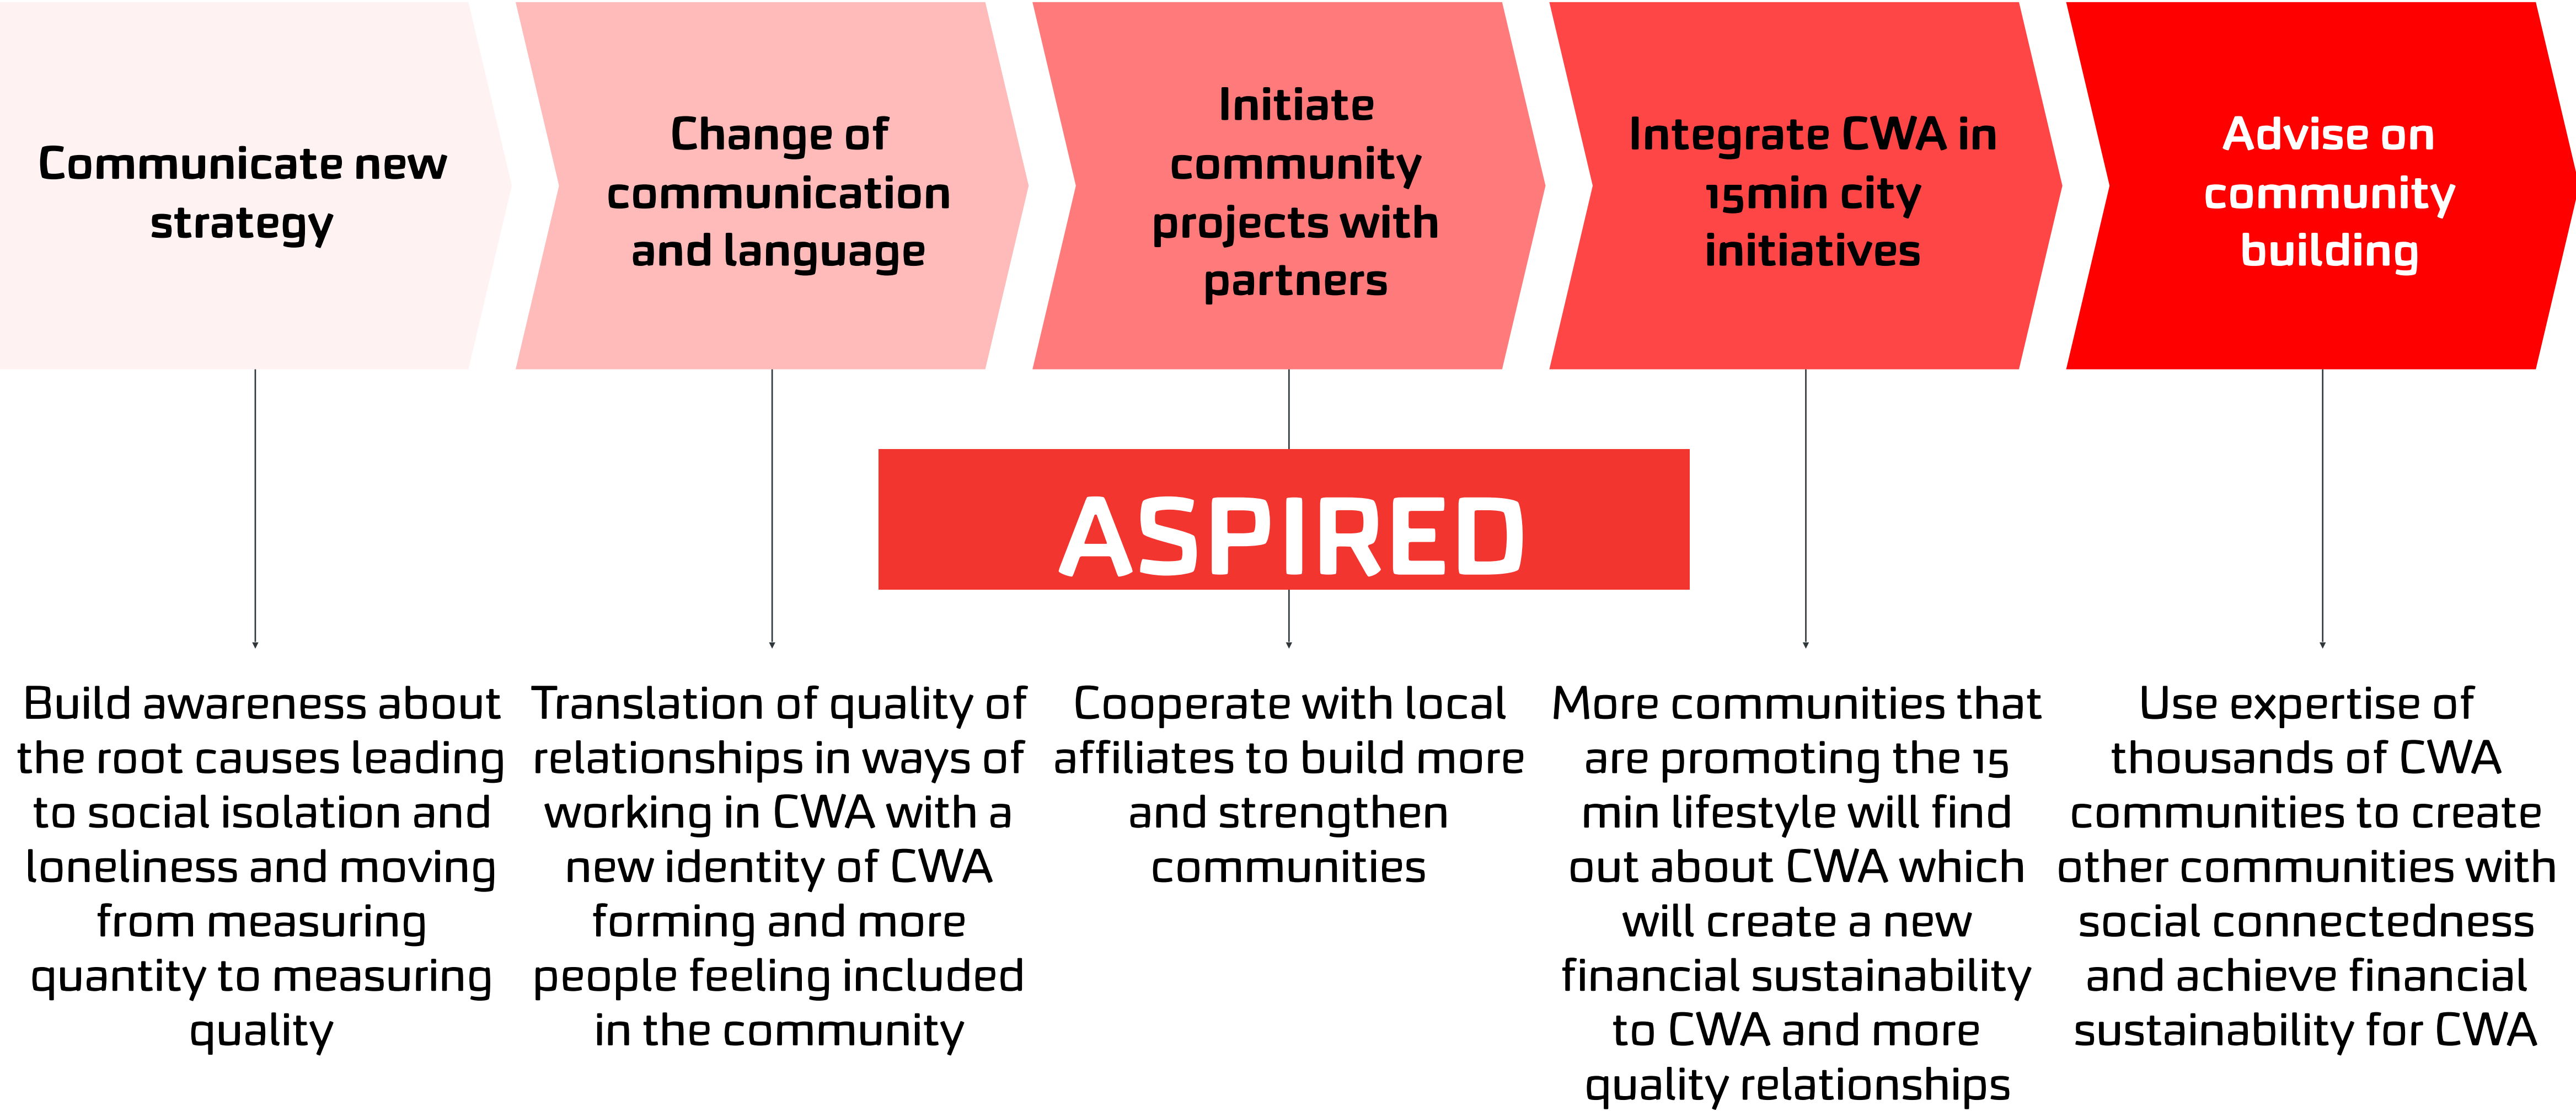 Communicate new
strategy
Change of
communication
and language
Initiate
community
projects with
partners
Integrate CWA in
15min city
initiatives
Advise on
community
building
ASPIRED
Build awareness about
the root causes leading
to social isolation and
loneliness and moving
from measuring
quantity to measuring
quality
Translation of quality of
relationships in ways of
working in CWA with a
new identity of CWA
forming and more
people feeling included
in the community
Cooperate with local
affiliates to build more
and strengthen
communities
More communities that
are promoting the 15
min lifestyle will find
out about CWA which
will create a new
financial sustainability
to CWA and more
quality relationships
Use expertise of
thousands of CWA
communities to create
other communities with
social connectedness
and achieve financial
sustainability for CWA